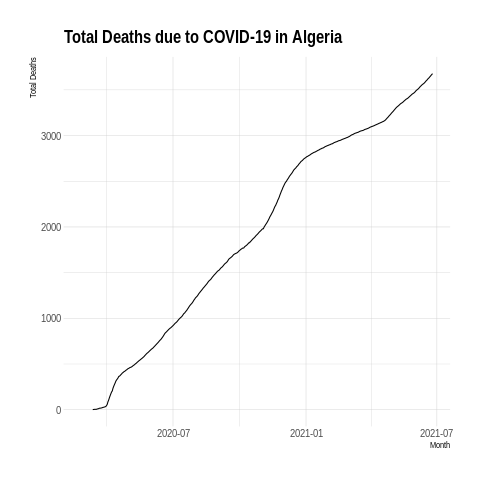 Total Deaths due to COVID-19 in Algeria
Total Deaths
3000
2000
1000
0
2020-07
2021-01
2021-07
Month